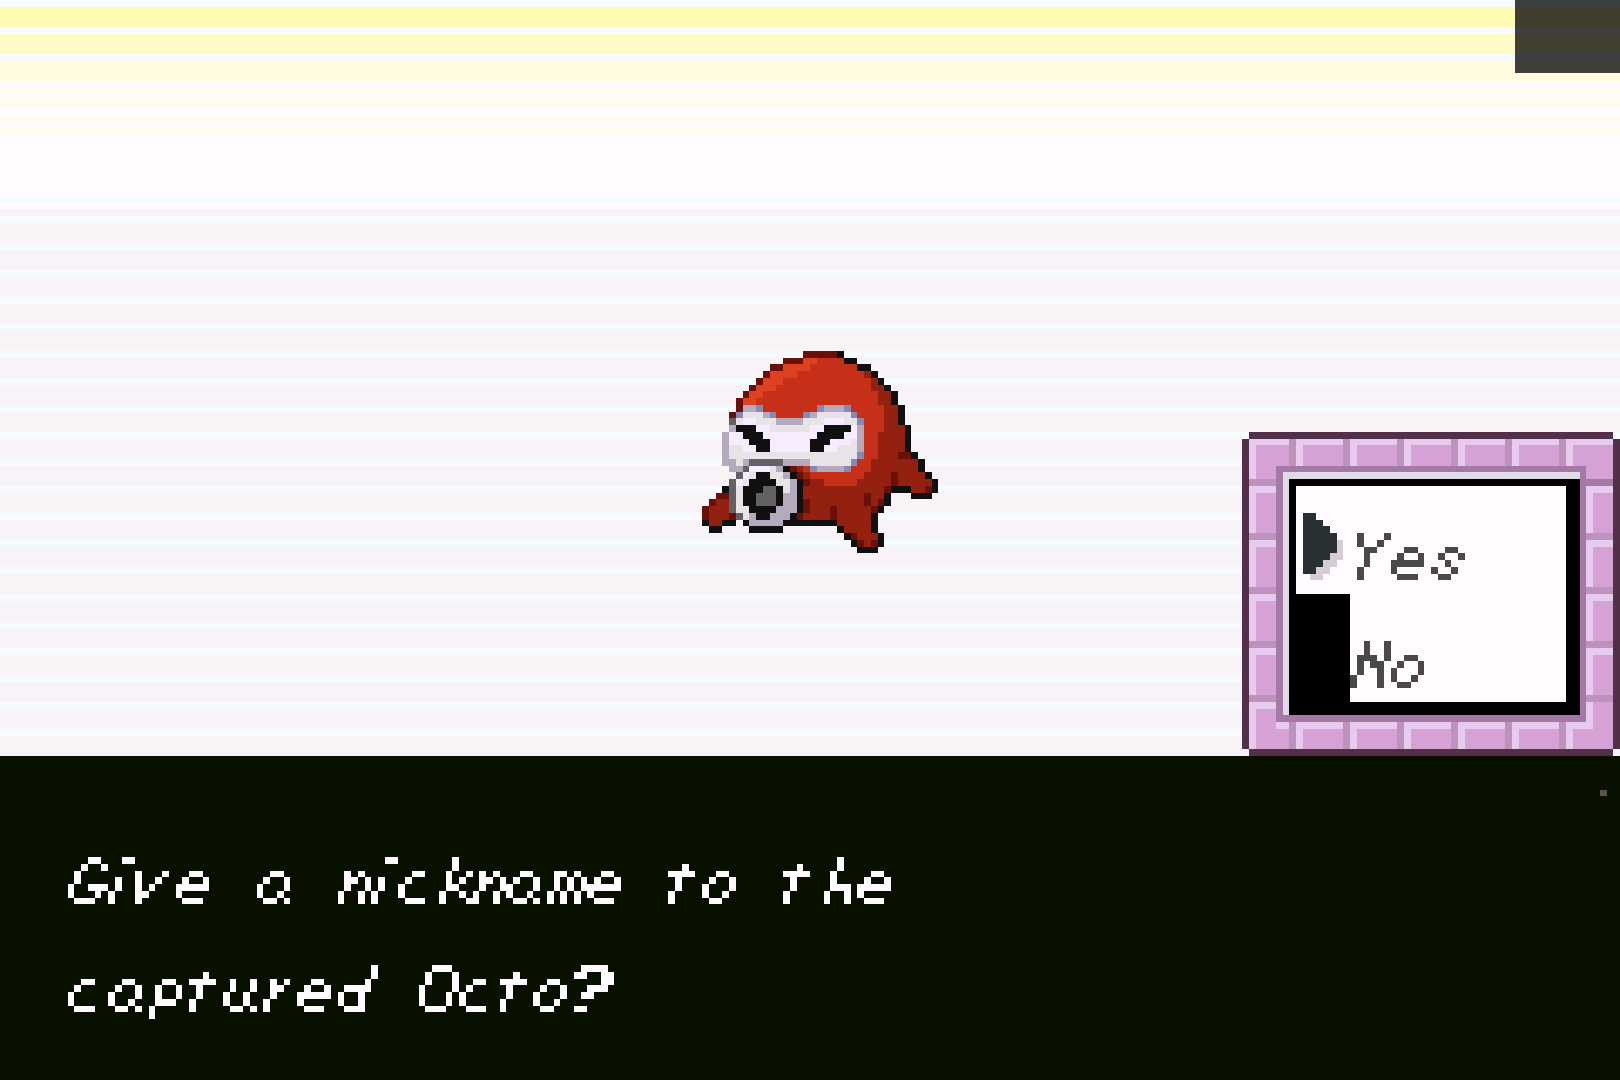 Yes
No
Give a nickname to the
captured Octo?